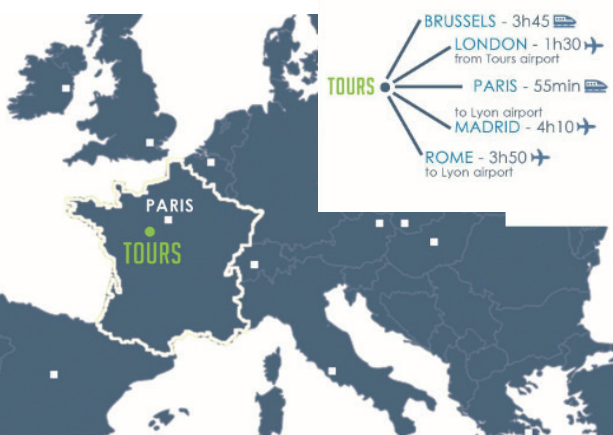 BRUSSELS - 3h45
LONDON - 1h30
from Tours airport
TOURS
PARIS - 55min
to Lyon airport
MADRID - 4h10
ROME - 3h50
to Lyon airport
PARIS
TOURS